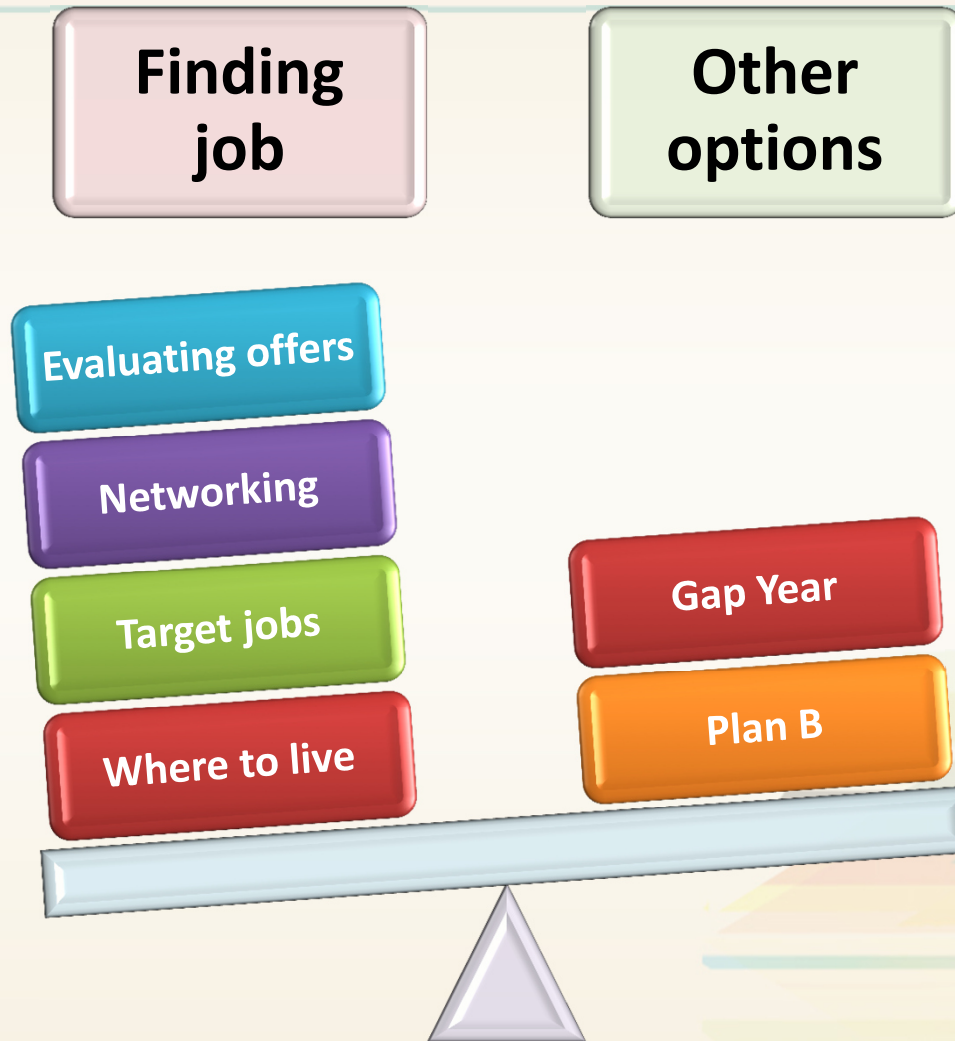 Finding
job
Other
options
Evaluating offers
Networking
Target jobs
Where to live
Gap Year
Plan B